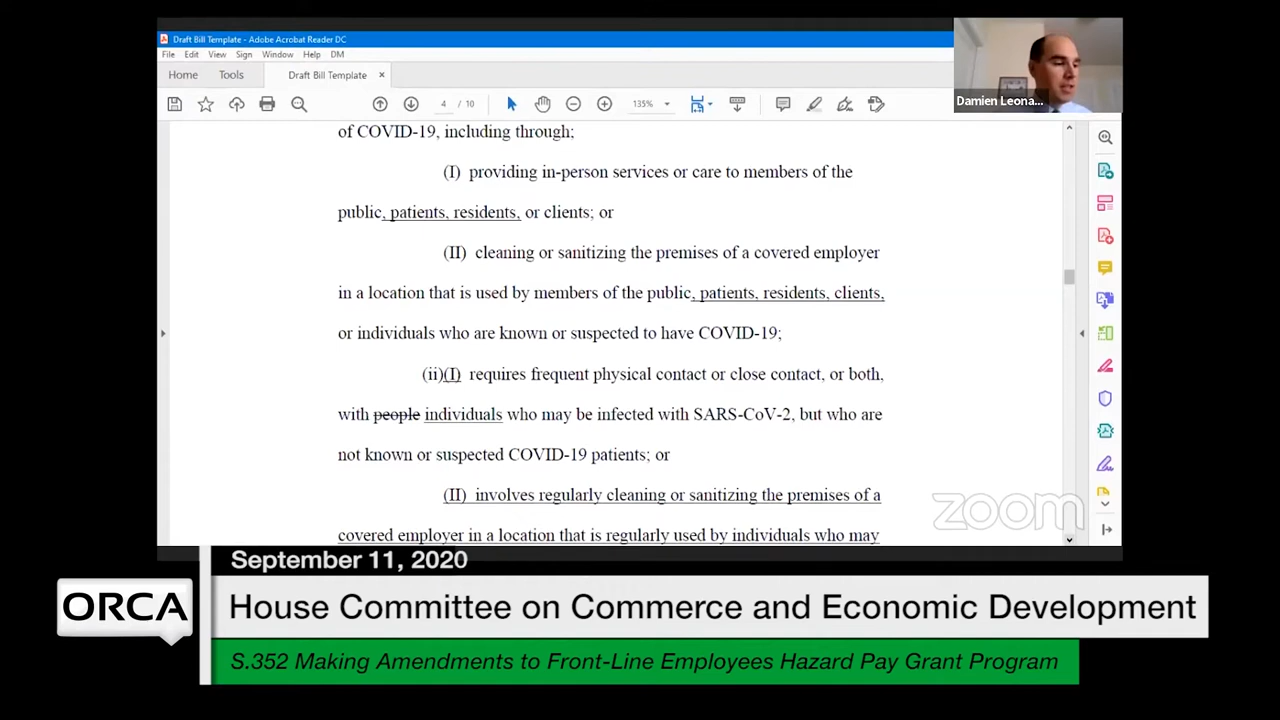 Draft Bill Template - Adobe Acrobat Reader DC
File Edit View Sign Window Help DM
Home Tools Draft Bill Template ×
4 / 10 135%
Damien Leona...
of COVID-19, including through;
(I) providing in-person services or care to members of the
public, patients, residents, or clients; or
(II) cleaning or sanitizing the premises of a covered employer
in a location that is used by members of the public, patients, residents, clients,
or individuals who are known or suspected to have COVID-19;
(ii)(I) requires frequent physical contact or close contact, or both,
with people individuals who may be infected with SARS-CoV-2, but who are
not known or suspected COVID-19 patients; or
(II) involves regularly cleaning or sanitizing the premises of a
covered employer in a location that is regularly used by individuals who may
zoom
September 11, 2020
ORCA
House Committee on Commerce and Economic Development
S.352 Making Amendments to Front-Line Employees Hazard Pay Grant Program